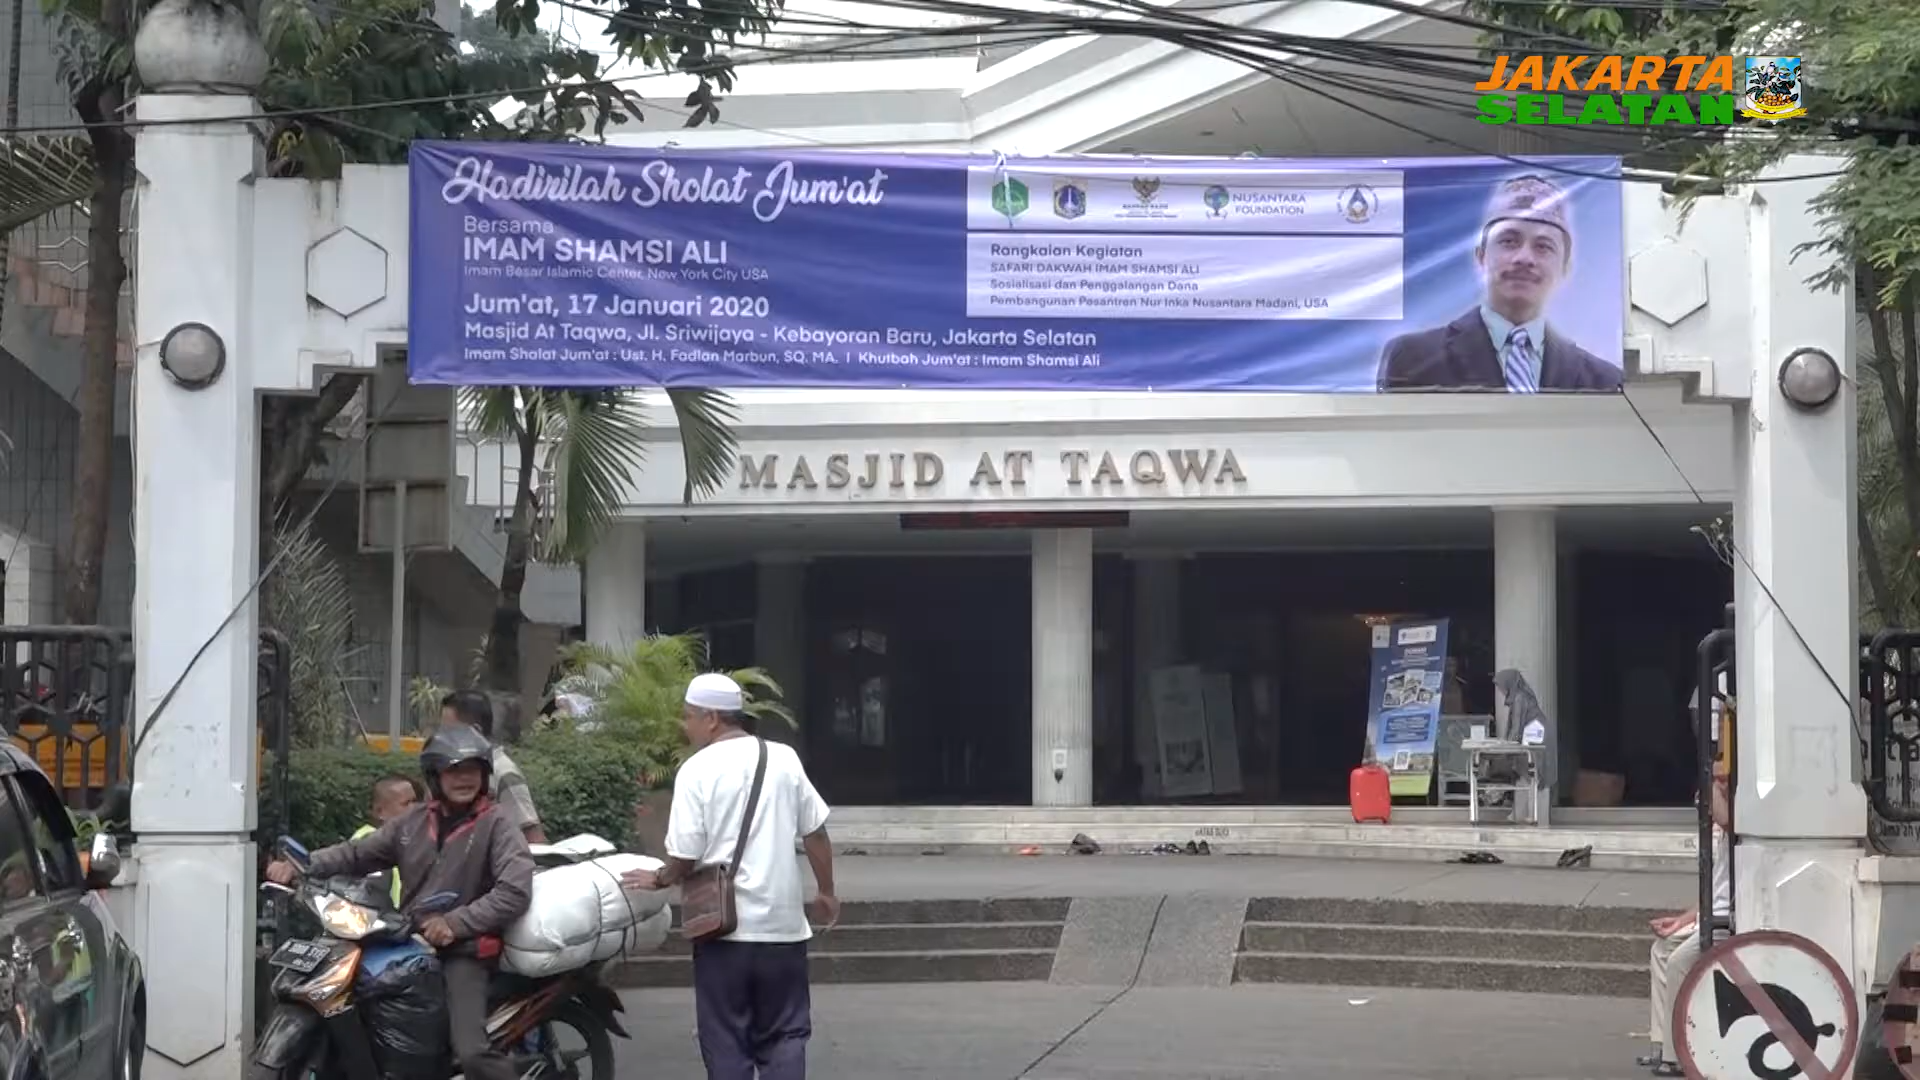 JAKARTA
SELATAN
Hadirilah Sholat Jum'at
Bersama
IMAM SHAMSI ALI
Imam Besar Islamic Center, New York City USA
Jum'at, 17 Januari 2020
Masjid At Taqwa, Jl. Sriwijaya - Kebayoran Baru, Jakarta Selatan
Imam Sholat Jum'at : Ust. H. Fadlan Marbun, SQ. MA. I Khutbah Jum'at : Imam Shamsi Ali
NUSANTARA
FOUNDATION
Rangkaian Kegiatan
SAFARI DAKWAH IMAM SHAMSI ALI
Sosialisasi dan Penggalangan Dana
Pembangunan Pesantren Nur Inka Nusantara Madani, USA
MASJID AT TAQWA
BATAS SUCI